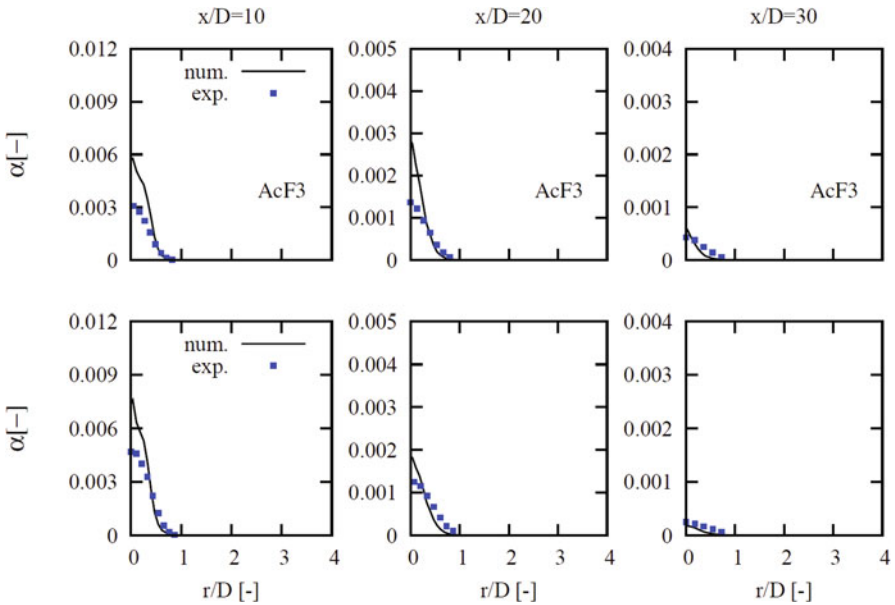 x/D=10 x/D=20 x/D=30
0.012 0.005 0.004
num.
exp.
0.004
0.009 0.003
0.003
α[−] 0.006 0.002
0.002
AcF3 AcF3 AcF3
0.003 0.001
0.001
0 0 0
0.012 0.005 0.004
num.
exp.
0.004
0.009 0.003
0.003
α[−] 0.006 0.002
0.002
0.003 0.001
0.001
0 0 0
0 1 2 3 4 0 1 2 3 4 0 1 2 3 4
r/D [-] r/D [-] r/D [-]